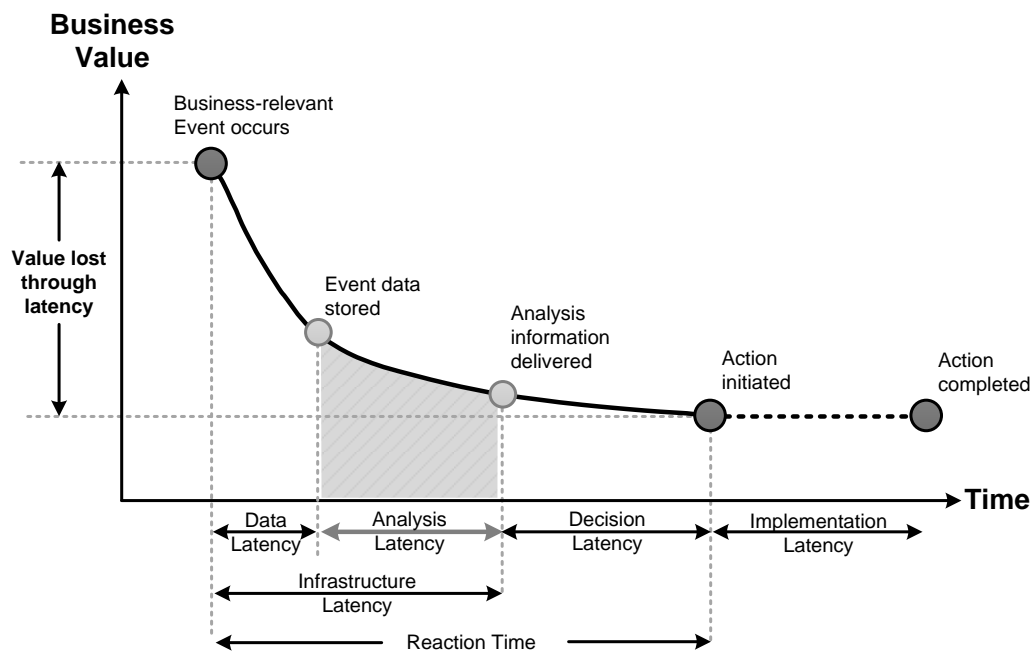 Business
Value
Business-relevant
Event occurs
Value lost
through
latency
Event data
stored
Analysis
information
delivered
Action
initiated
Action
completed
Time
Data
Latency
Analysis
Latency
Decision
Latency
Implementation
Latency
Infrastructure
Latency
Reaction Time